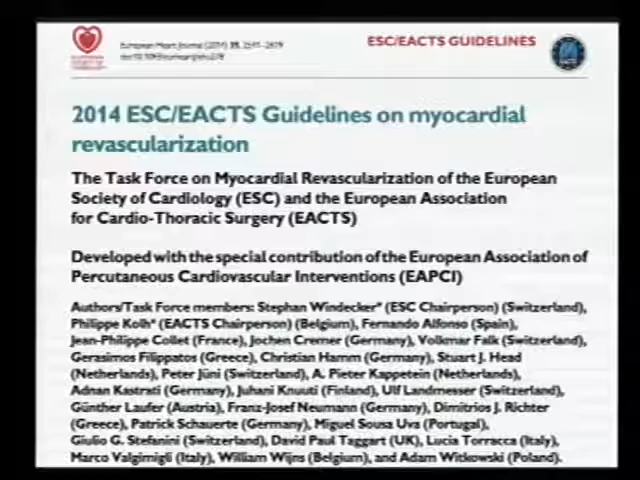 European Heart Journal (2014) 35, 2541–2619
ESC/EACTS GUIDELINES
2014 ESC/EACTS Guidelines on myocardial
revascularization
The Task Force on Myocardial Revascularization of the European
Society of Cardiology (ESC) and the European Association
for Cardio-Thoracic Surgery (EACTS)
Developed with the special contribution of the European Association of
Percutaneous Cardiovascular Interventions (EAPCI)
Authors/Task Force members: Stephan Windecker* (ESC Chairperson) (Switzerland),
Philippe Kolh* (EACTS Chairperson) (Belgium), Fernando Alfonso (Spain),
Jean-Philippe Collet (France), Jochen Cremer (Germany), Volkmar Falk (Switzerland),
Gerasimos Filippatos (Greece), Christian Hamm (Germany), Stuart J. Head
(Netherlands), Peter Jüni (Switzerland), A. Pieter Kappetein (Netherlands),
Adnan Kastrati (Germany), Juhani Knuuti (Finland), Ulf Landmesser (Switzerland),
Günther Laufer (Austria), Franz-Josef Neumann (Germany), Dimitrios J. Richter
(Greece), Patrick Schauerte (Germany), Miguel Sousa Uva (Portugal),
Giulio G. Stefanini (Switzerland), David Paul Taggart (UK), Lucia Torracca (Italy),
Marco Valgimigli (Italy), William Wijns (Belgium), and Adam Witkowski (Poland).